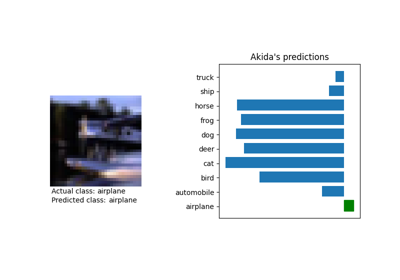 Akida's predictions
truck
ship
horse
frog
dog
deer
cat
bird
automobile
airplane
Actual class: airplane
Predicted class: airplane